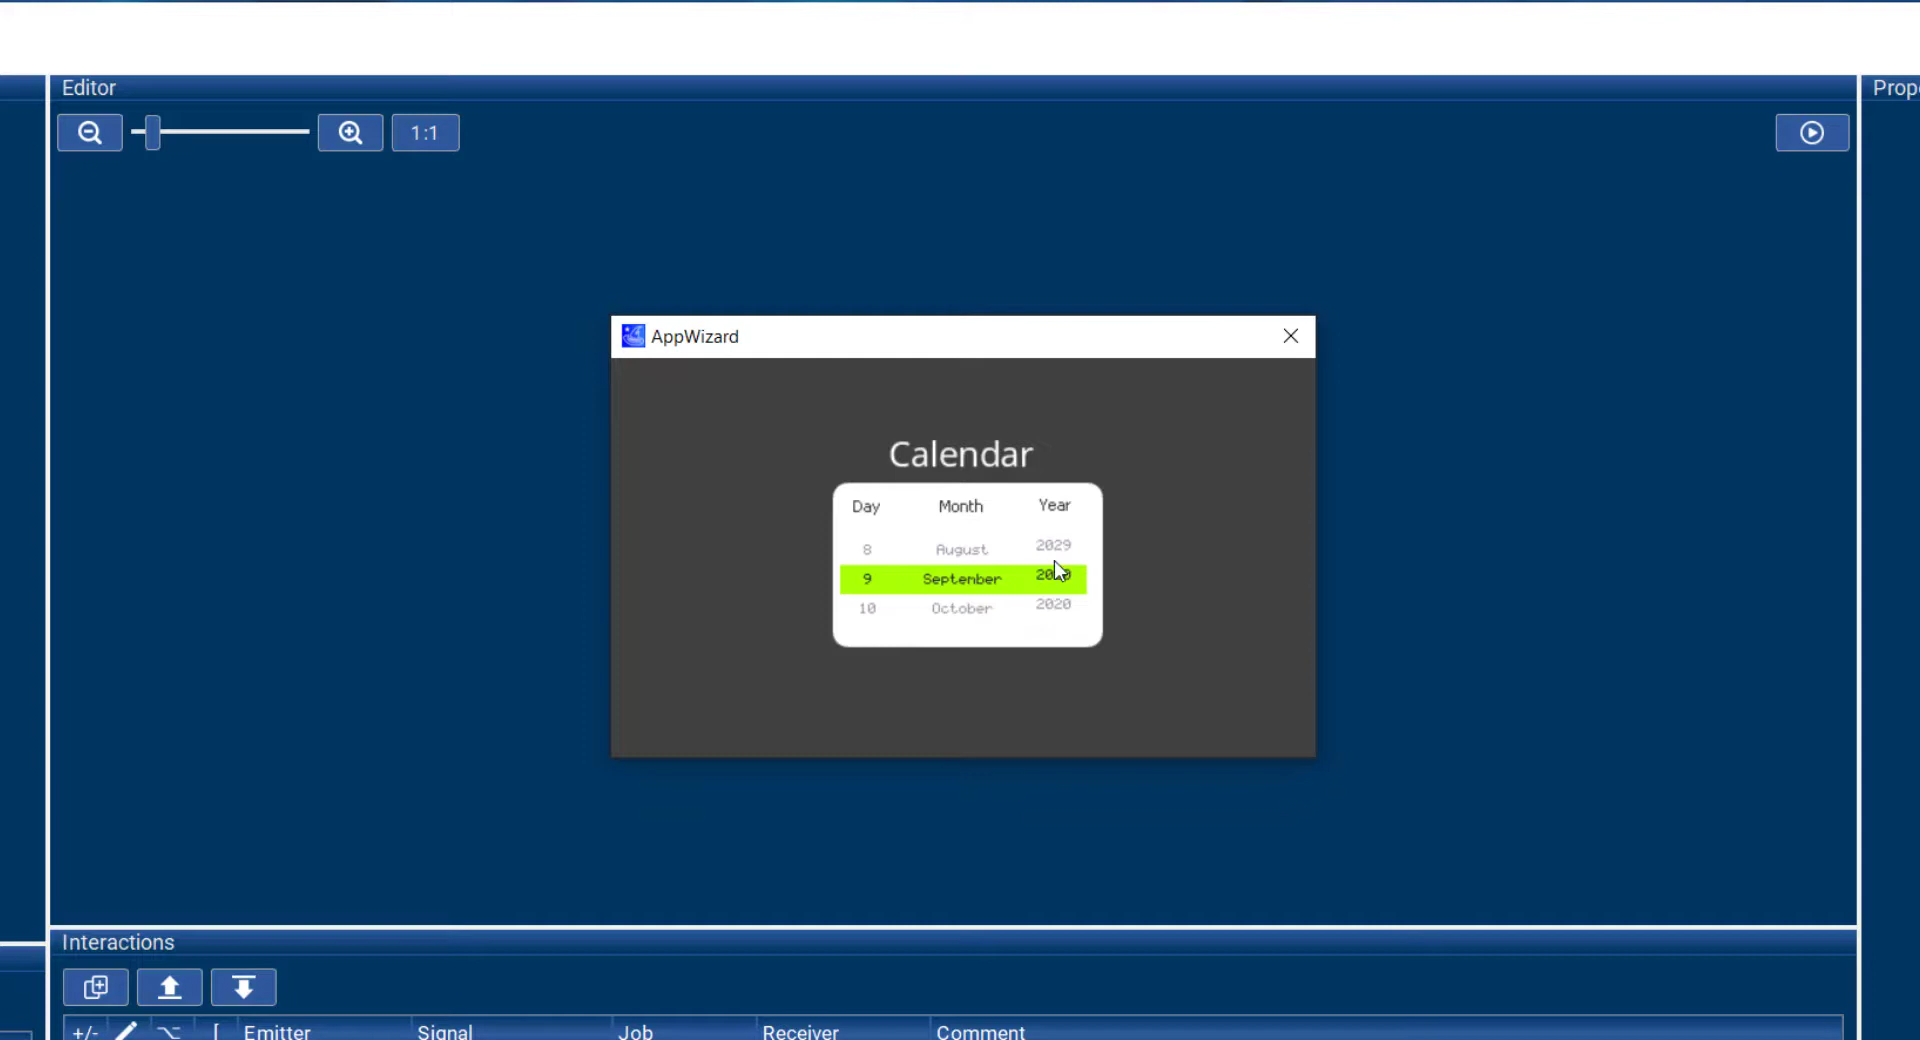 Editor
Prop
1:1
AppWizard
Calendar
Day Month Year
8 August 2029
9 September
10 October 2020
Interactions
+/- [ Emitter Signal Job Receiver Comment